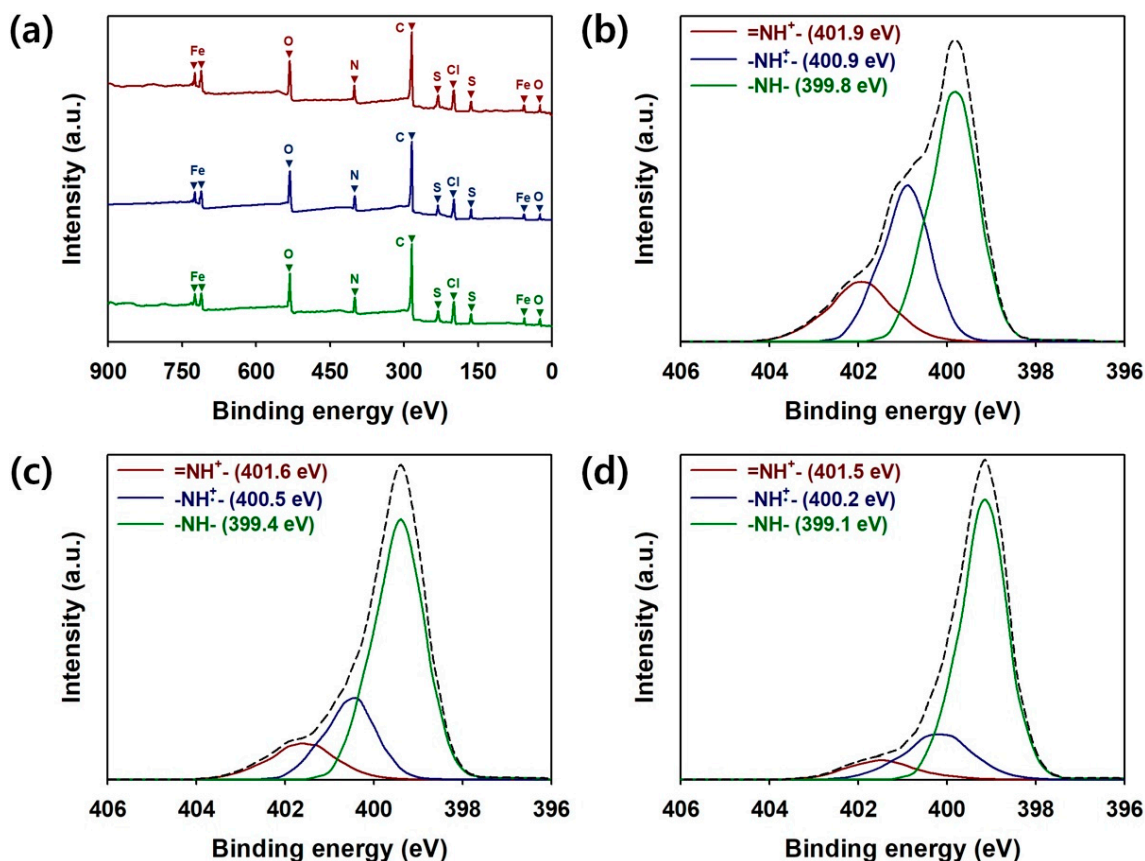 (a)
Fe O N C S Cl S Fe O
Fe O N C S Cl S Fe O
Fe O N C S Cl S Fe O
Intensity (a.u.)
900 750 600 450 300 150 0
Binding energy (eV)
(b)
=NH⁺- (401.9 eV)
-NH⁺̇- (400.9 eV)
-NH- (399.8 eV)
Intensity (a.u.)
406 404 402 400 398 396
Binding energy (eV)
(c)
=NH⁺- (401.6 eV)
-NH⁺̇- (400.5 eV)
-NH- (399.4 eV)
Intensity (a.u.)
406 404 402 400 398 396
Binding energy (eV)
(d)
=NH⁺- (401.5 eV)
-NH⁺̇- (400.2 eV)
-NH- (399.1 eV)
Intensity (a.u.)
406 404 402 400 398 396
Binding energy (eV)